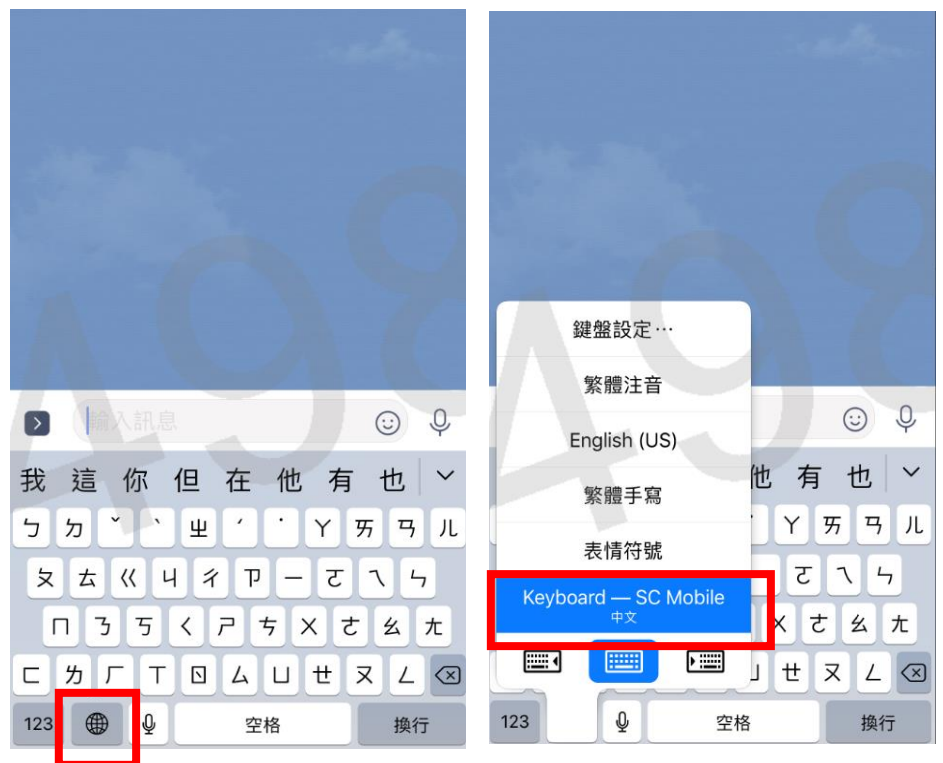 498
輸入訊息
我 這 你 但 在 他 有 也
ㄅ ㄉ ˇ ˋ ㄓ ˊ ˙ ㄚ ㄞ ㄢ ㄦ
ㄆ ㄊ ㄍ ㄐ ㄔ ㄗ ㄧ ㄛ ㄟ ㄣ
ㄇ ㄋ ㄎ ㄑ ㄕ ㄘ ㄨ ㄜ ㄠ ㄤ
ㄈ ㄌ ㄏ ㄒ ㄖ ㄙ ㄩ ㄝ ㄡ ㄥ
123 空格 換行
498
鍵盤設定…
繁體注音
English (US)
繁體手寫
表情符號
Keyboard — SC Mobile
中文
他 有 也
ㄚ ㄞ ㄢ ㄦ
ㄛ ㄟ ㄣ
ㄨ ㄜ ㄠ ㄤ
ㄩ ㄝ ㄡ ㄥ
123 空格 換行